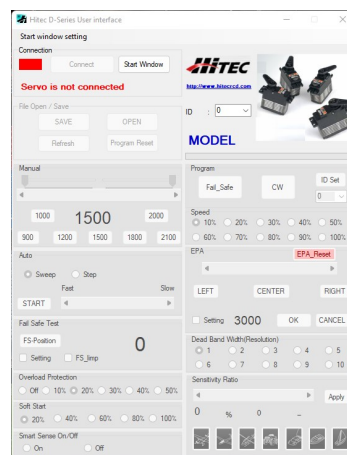 Hitec D-Series User interface
Start window setting
Connection
Connect
Start Window
Servo is not connected
File Open / Save
SAVE
OPEN
Refresh
Program Reset
HiTEC
http://www.hitecrcd.com
ID : 0
MODEL
Manual
1000
1500
2000
900
1200
1500
1800
2100
Auto
Sweep
Step
Fast
Slow
START
Fail Safe Test
FS-Position
0
Setting
FS_limp
Overload Protection
Off
10%
20%
30%
40%
50%
Soft Start
20%
40%
60%
80%
100%
Smart Sense On/Off
On
Off
Program
Fail_Safe
CW
ID Set
0
Speed
10%
20%
30%
40%
50%
60%
70%
80%
90%
100%
EPA
EPA_Reset
LEFT
CENTER
RIGHT
Setting
3000
OK
CANCEL
Dead Band Width(Resolution)
1
2
3
4
5
6
7
8
9
10
Sensitivity Ratio
Apply
0 % 0 _